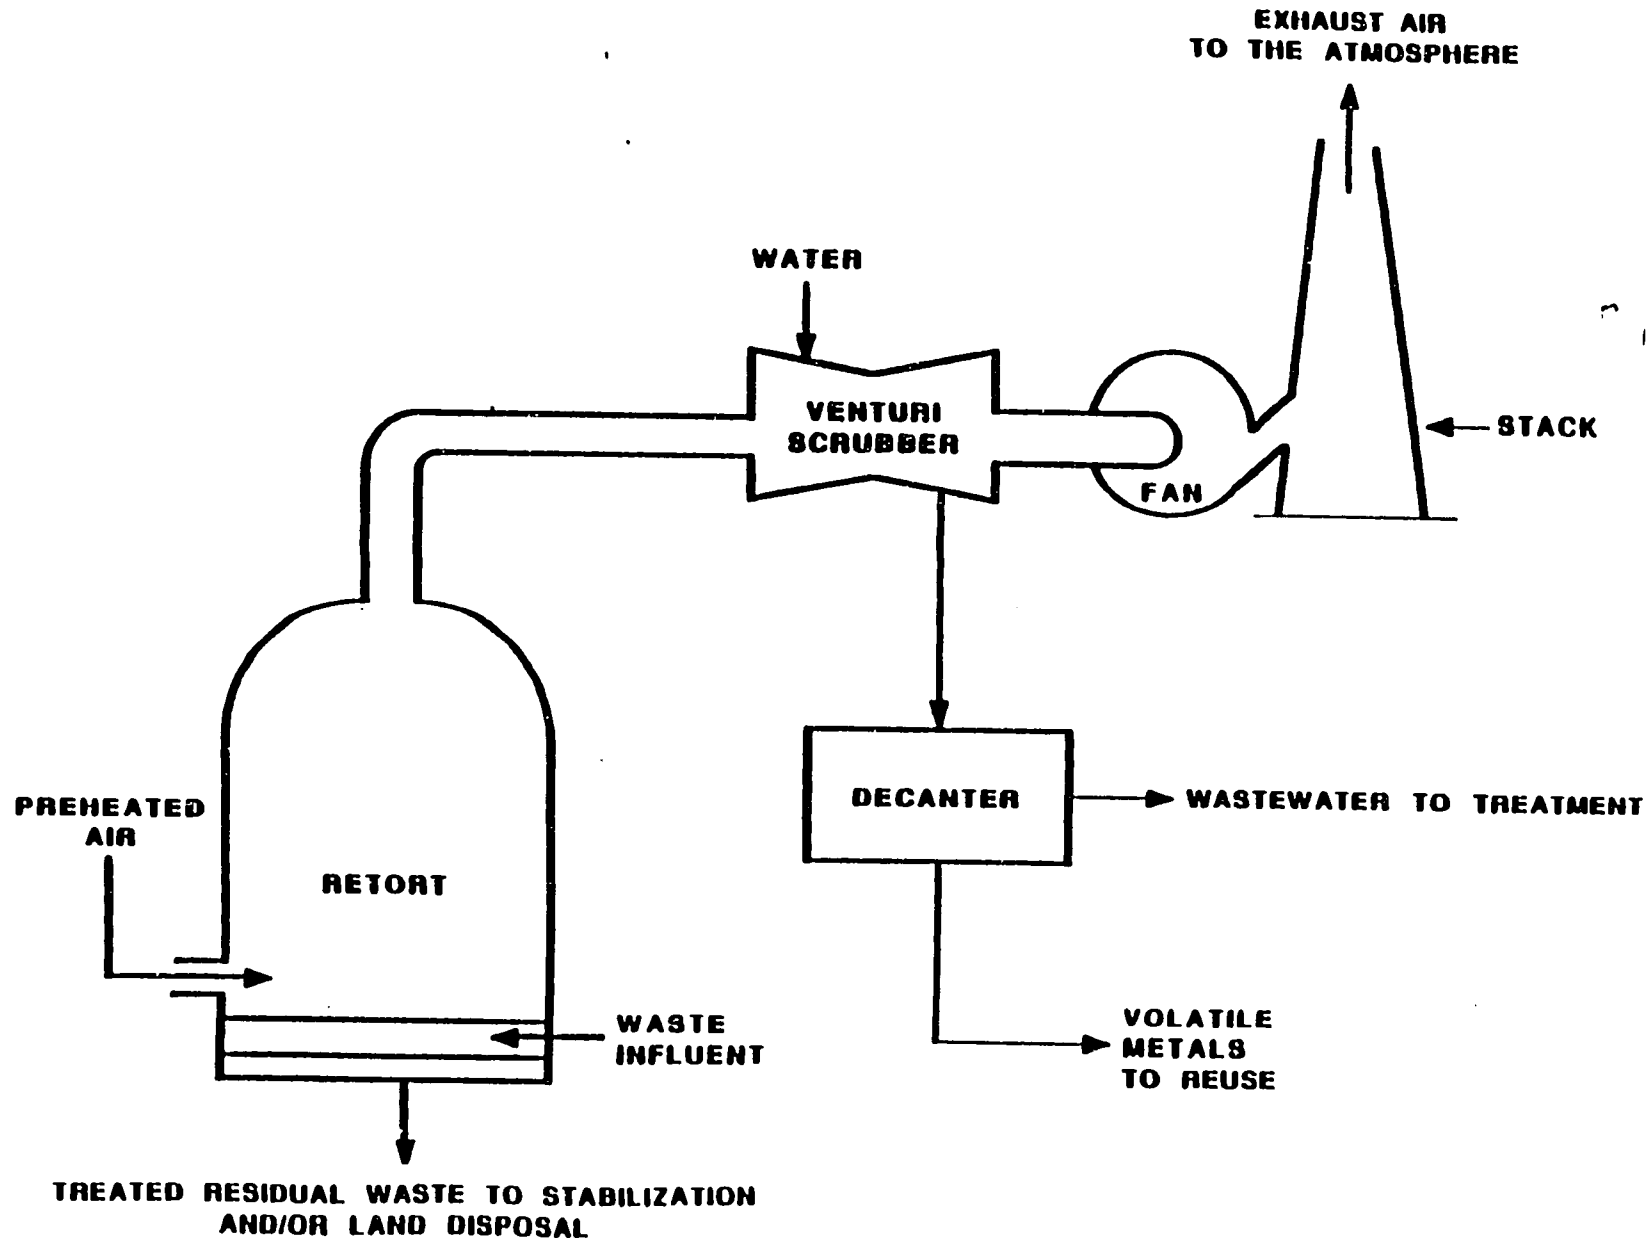 EXHAUST AIR
TO THE ATMOSPHERE
WATER
VENTURI
SCRUBBER
STACK
FAN
PREHEATED
AIR
DECANTER
WASTEWATER TO TREATMENT
RETORT
WASTE
INFLUENT
VOLATILE
METALS
TO REUSE
TREATED RESIDUAL WASTE TO STABILIZATION
AND/OR LAND DISPOSAL